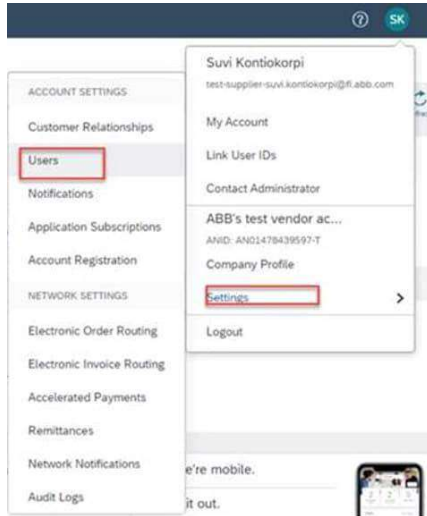 SK
Suvi Kontiokorpi
test-supplier-suvi.kontiokorpi@fi.abb.com
My Account
Link User IDs
Contact Administrator
ABB's test vendor ac...
ANID: AN01478439597-T
Company Profile
Settings
Logout
ACCOUNT SETTINGS
Customer Relationships
Users
Notifications
Application Subscriptions
Account Registration
NETWORK SETTINGS
Electronic Order Routing
Electronic Invoice Routing
Accelerated Payments
Remittances
Network Notifications
Audit Logs
e're mobile.
it out.